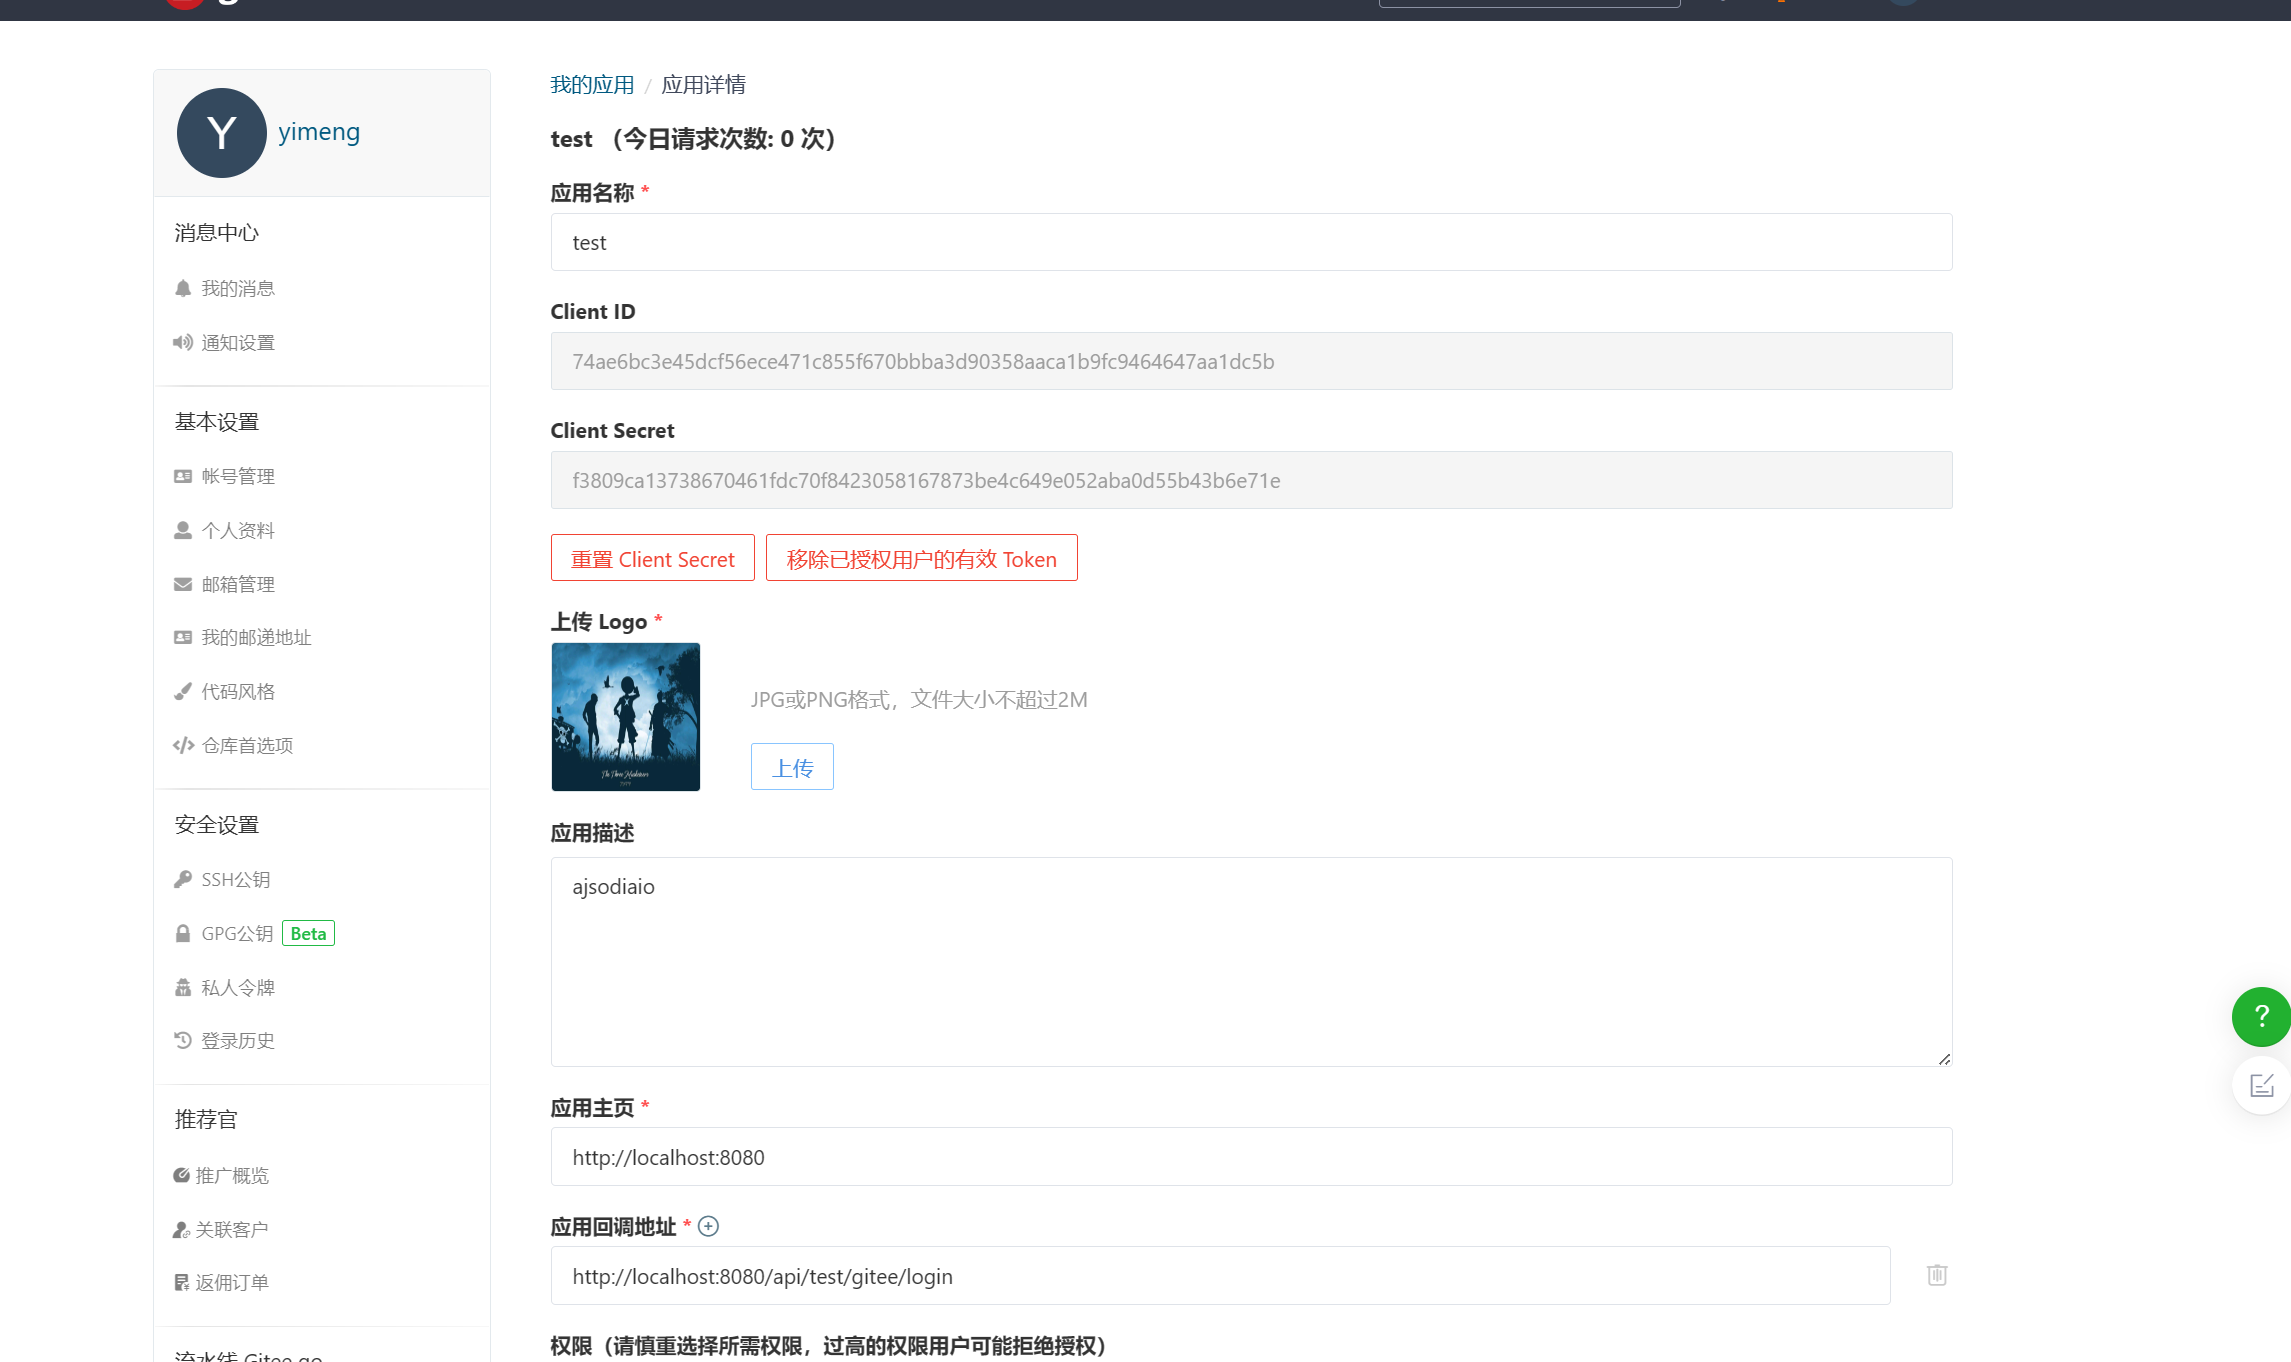 yimeng
消息中心
我的消息
通知设置
基本设置
帐号管理
个人资料
邮箱管理
我的邮递地址
代码风格
仓库首选项
安全设置
SSH公钥
GPG公钥 Beta
私人令牌
登录历史
推荐官
推广概览
关联客户
返佣订单
流水线 Gitee go
我的应用 / 应用详情
test （今日请求次数: 0 次）
应用名称 *
test
Client ID
74ae6bc3e45dcf56ece471c855f670bbba3d90358aaca1b9fc9464647aa1dc5b
Client Secret
f3809ca13738670461fdc70f8423058167873be4c649e052aba0d55b43b6e71e
重置 Client Secret
移除已授权用户的有效 Token
上传 Logo *
The Three Musketeers
JPG或PNG格式，文件大小不超过2M
上传
应用描述
ajsodiaio
应用主页 *
http://localhost:8080
应用回调地址 *
http://localhost:8080/api/test/gitee/login
权限（请慎重选择所需权限，过高的权限用户可能拒绝授权）